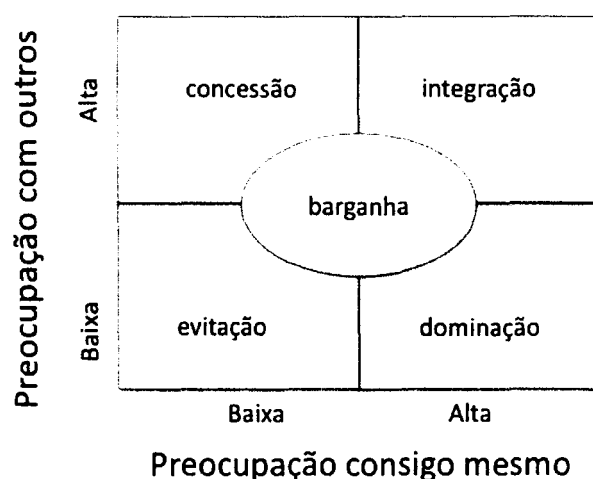 Preocupação com outros
Alta
concessão
integração
barganha
Baixa
evitação
dominação
Baixa
Alta
Preocupação consigo mesmo